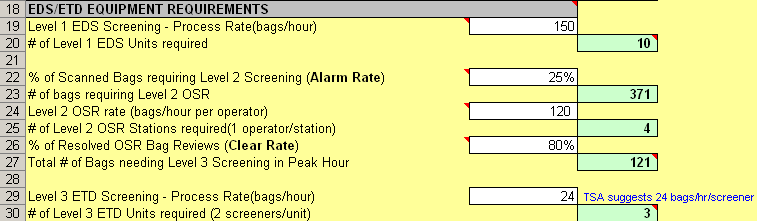 18 EDS/ETD EQUIPMENT REQUIREMENTS
19 Level 1 EDS Screening - Process Rate(bags/hour) 150
20 # of Level 1 EDS Units required 10
21
22 % of Scanned Bags requiring Level 2 Screening (Alarm Rate) 25%
23 # of bags requiring Level 2 OSR 371
24 Level 2 OSR rate (bags/hour per operator) 120
25 # of Level 2 OSR Stations required(1 operator/station) 4
26 % of Resolved OSR Bag Reviews (Clear Rate) 80%
27 Total # of Bags needing Level 3 Screening in Peak Hour 121
28
29 Level 3 ETD Screening - Process Rate(bags/hour) 24 TSA suggests 24 bags/hr/screener
30 # of Level 3 ETD Units required (2 screeners/unit) 3